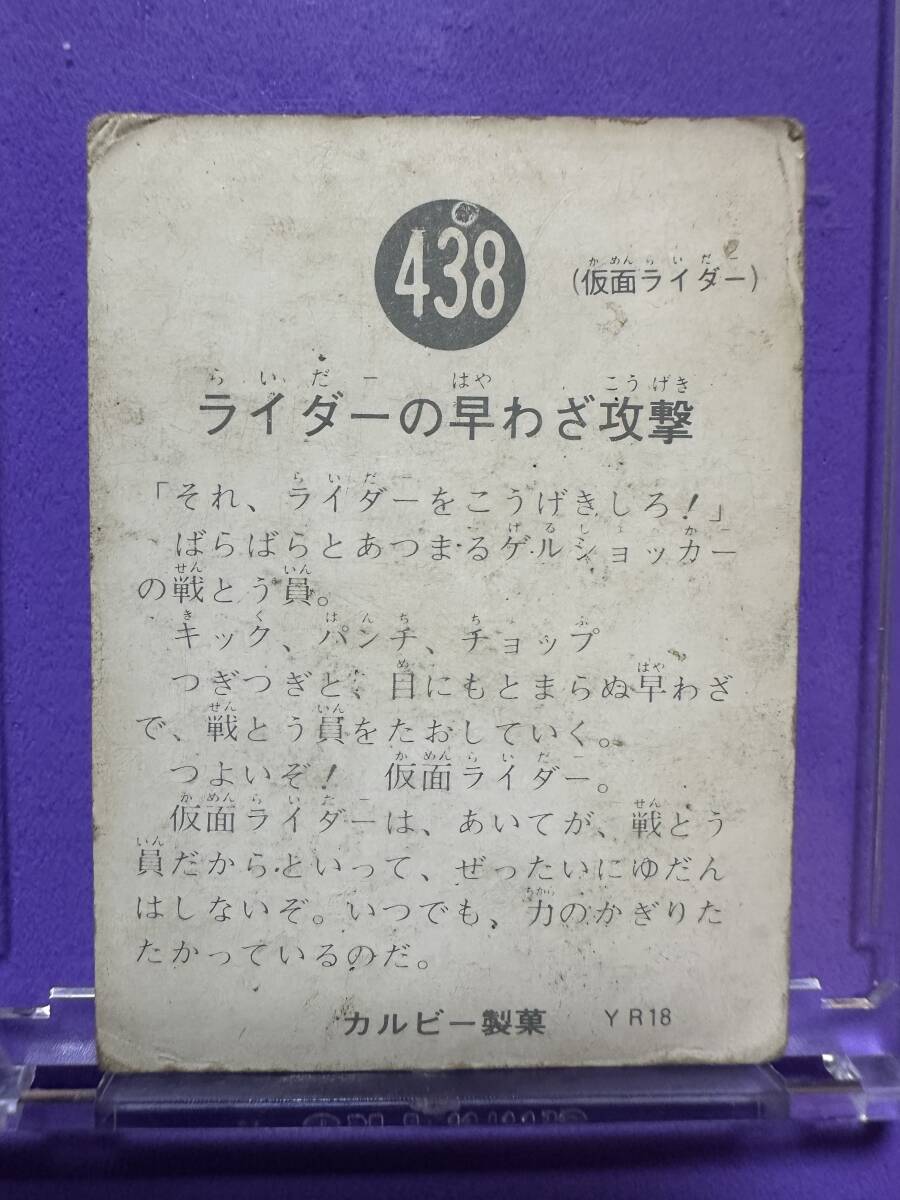 438
(仮面ライダー)
ライダーの早わざ攻撃
「それ、ライダーをこうげきしろ！」
ばらばらとあつまるゲルショッカー
の戦とう員。
キック、パンチ、チョップ
つぎつぎと、目にもとまらぬ早わざ
で、戦とう員をたおしていく。
つよいぞ！　仮面ライダー。
仮面ライダーは、あいてが、戦とう
員だからといって、ぜったいにゆだん
はしないぞ。いつでも、力のかぎりた
たかっているのだ。
カルビー製菓 YR18